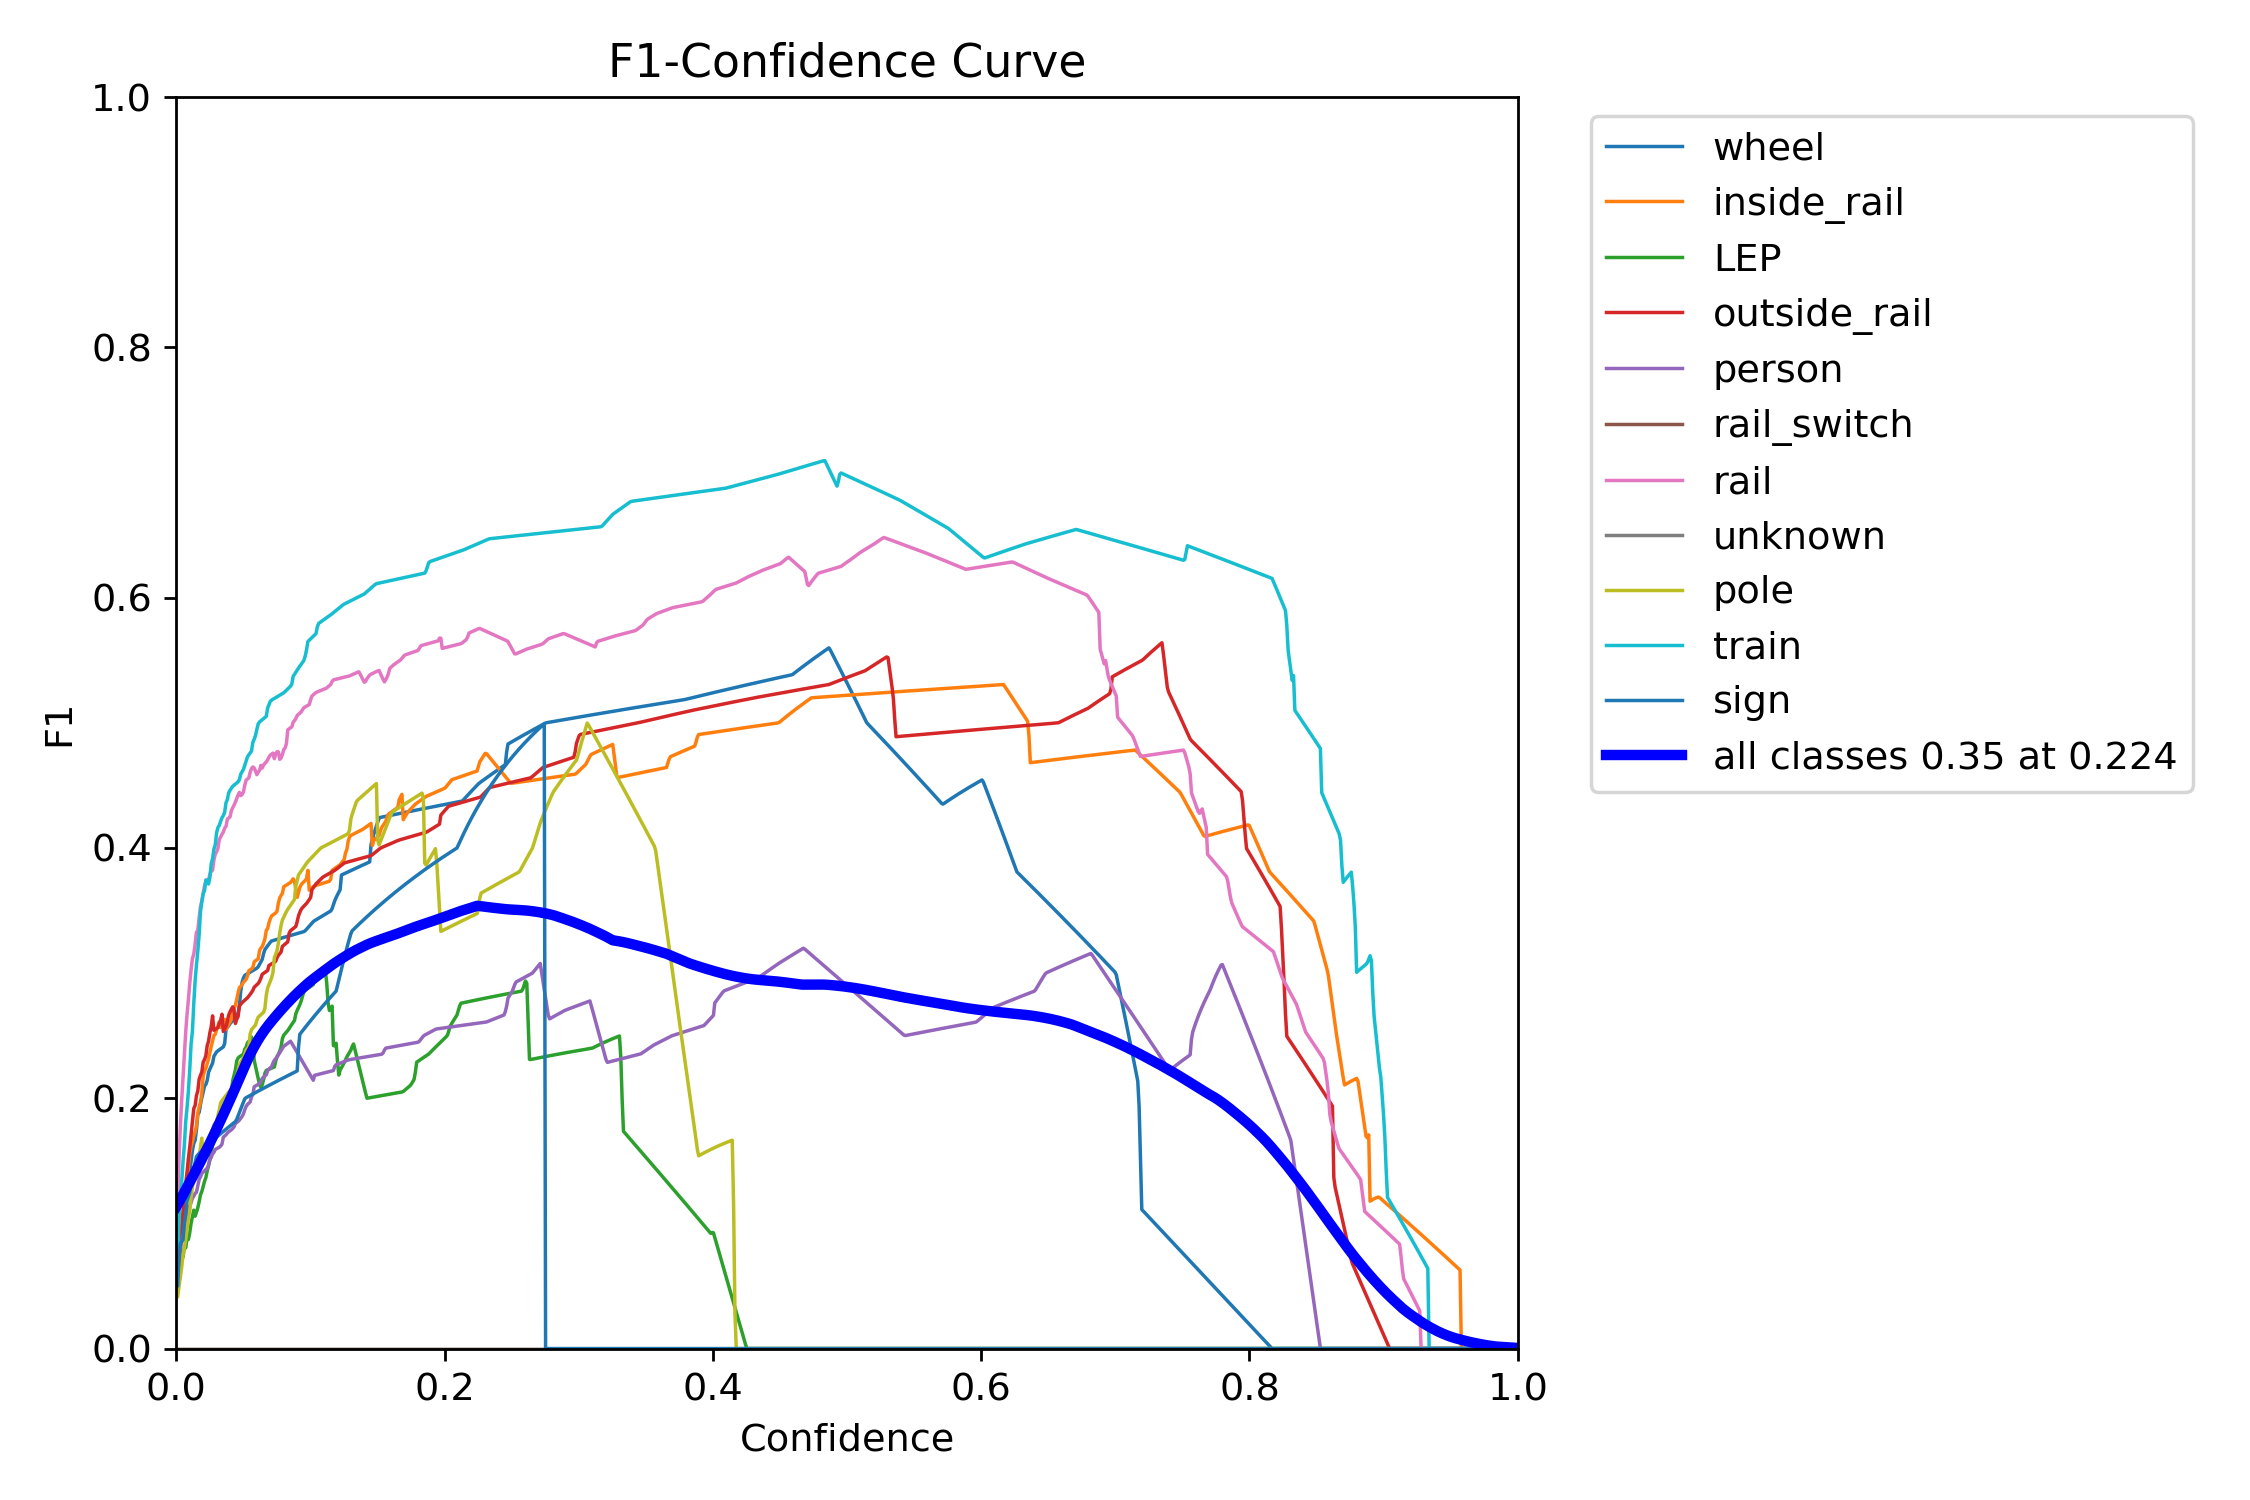 F1-Confidence Curve
1.0
0.8
0.6
0.4
0.2
0.0
F1
0.0 0.2 0.4 0.6 0.8 1.0
Confidence
wheel
inside_rail
LEP
outside_rail
person
rail_switch
rail
unknown
pole
train
sign
all classes 0.35 at 0.224